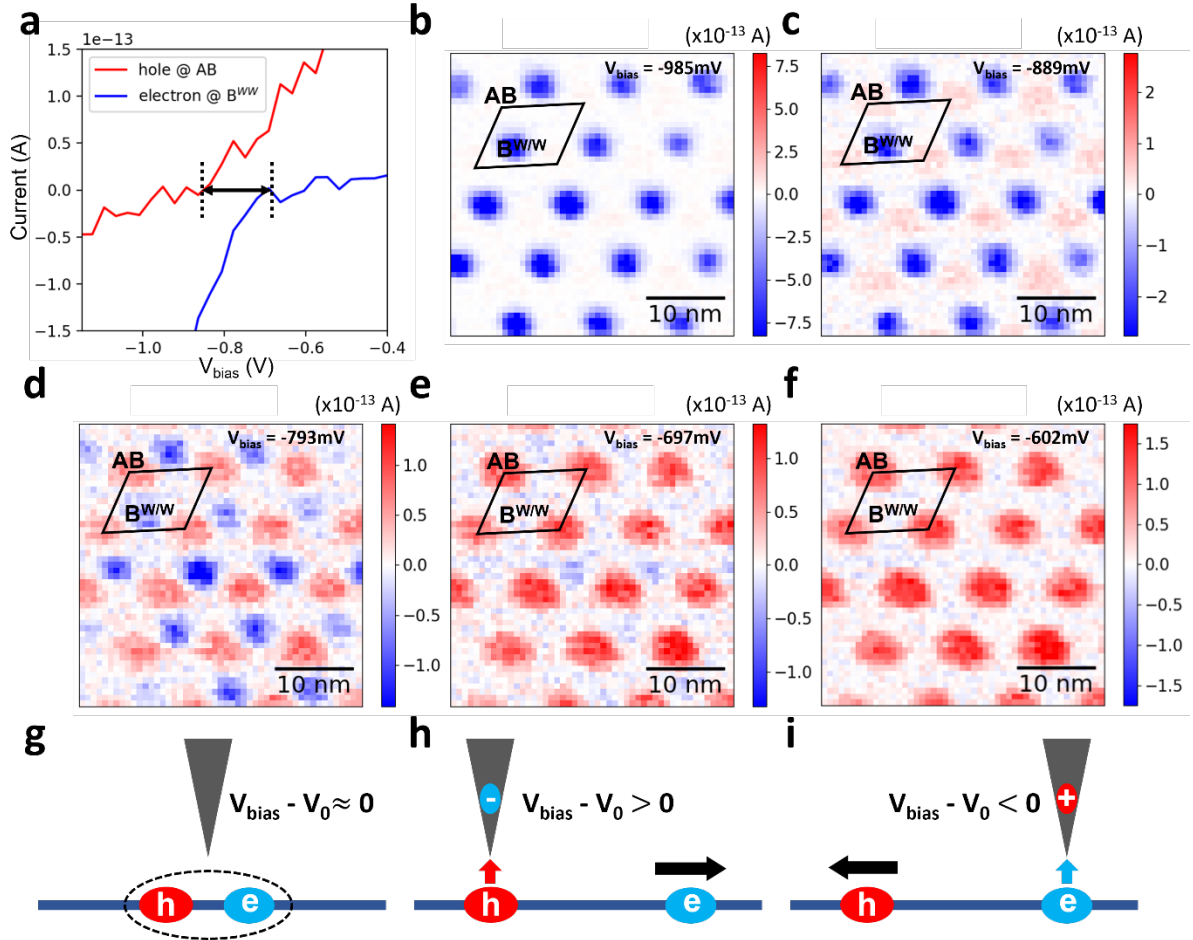 a
1e−13
hole @ AB
electron @ B^WW
1.5
1.0
0.5
0.0
−0.5
−1.0
−1.5
Current (A)
−1.0
−0.8
−0.6
−0.4
V_bias (V)
b
(x10^-13 A)
V_bias = -985mV
AB
B^W/W
10 nm
7.5
5.0
2.5
0.0
−2.5
−5.0
−7.5
c
(x10^-13 A)
V_bias = -889mV
AB
B^W/W
10 nm
2
1
0
−1
−2
d
(x10^-13 A)
V_bias = -793mV
AB
B^W/W
10 nm
1.0
0.5
0.0
−0.5
−1.0
e
(x10^-13 A)
V_bias = -697mV
AB
B^W/W
10 nm
1.0
0.5
0.0
−0.5
−1.0
f
(x10^-13 A)
V_bias = -602mV
AB
B^W/W
10 nm
1.5
1.0
0.5
0.0
−0.5
−1.0
−1.5
g
V_bias - V_0 ≈ 0
h
e
h
-
V_bias - V_0 > 0
h
e
i
V_bias - V_0 < 0
+
h
e